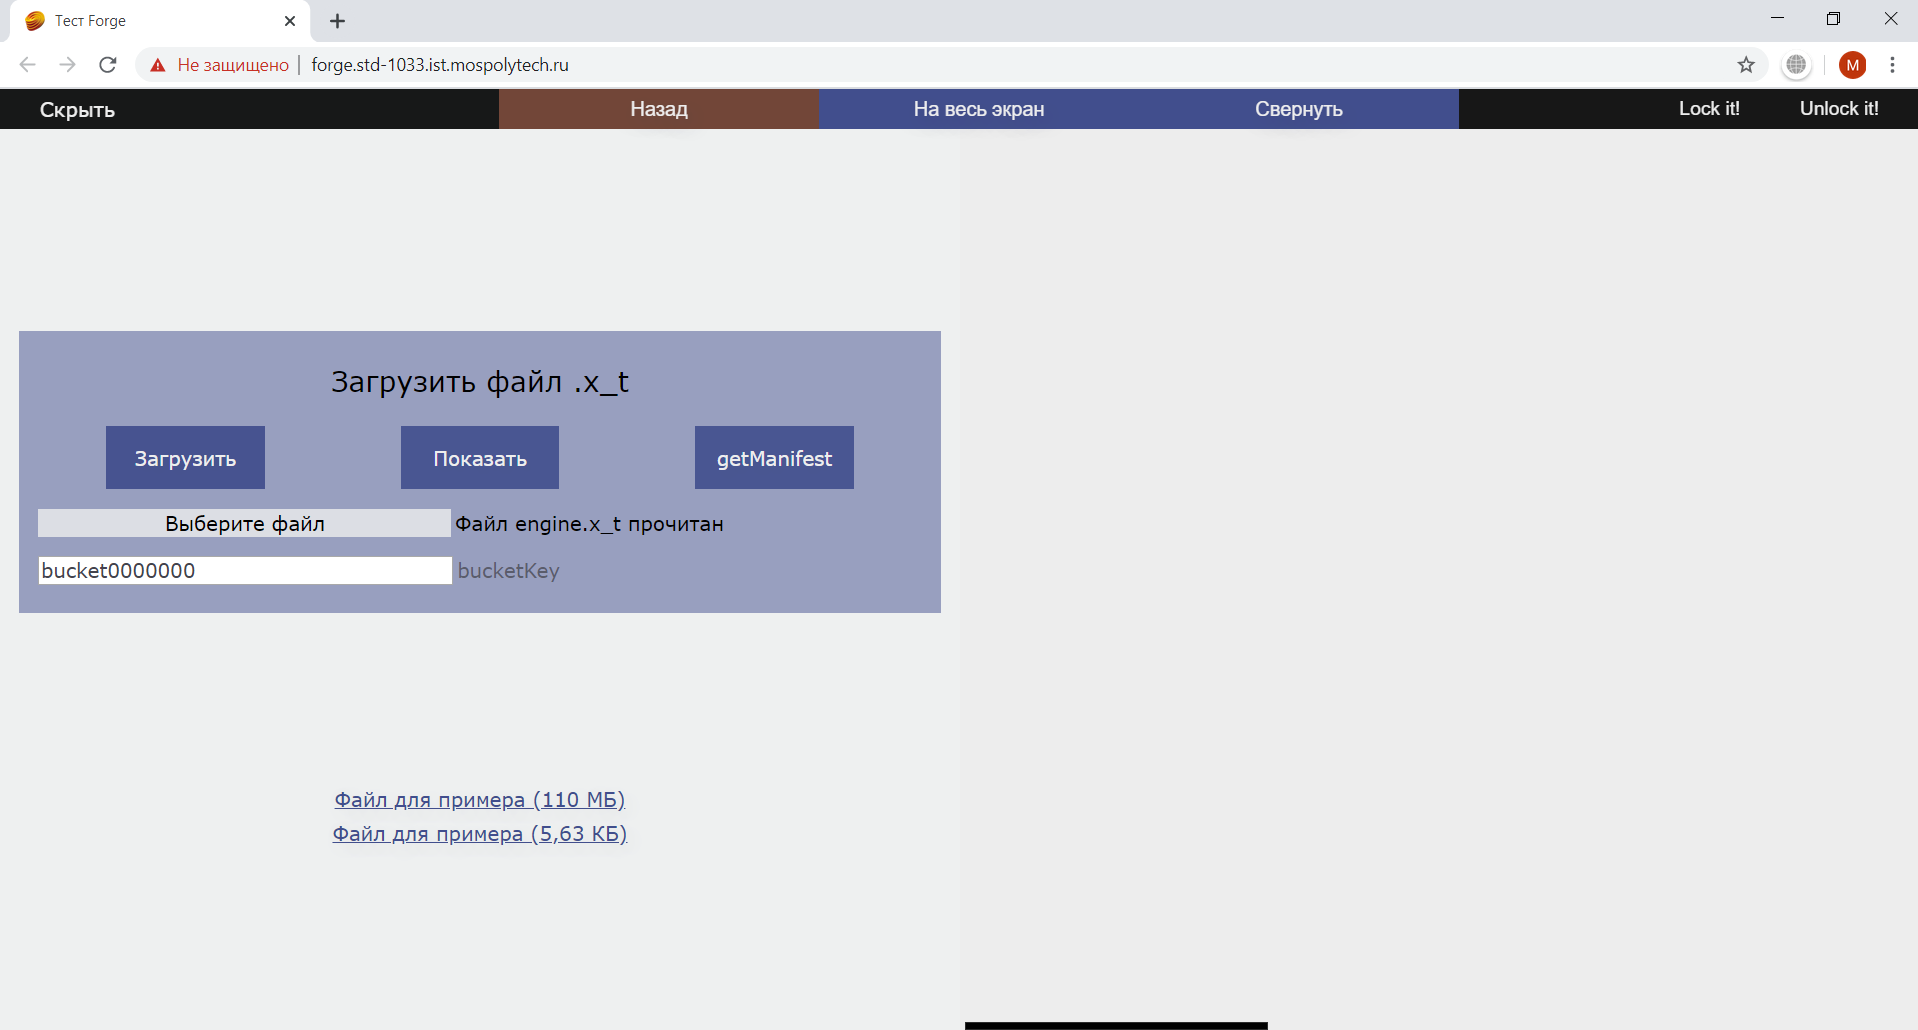 Тест Forge
Не защищено forge.std-1033.ist.mospolytech.ru M
Скрыть Назад На весь экран Свернуть Lock it! Unlock it!
Загрузить файл .x_t
Загрузить Показать getManifest
Выберите файл Файл engine.x_t прочитан
bucket0000000 bucketKey
Файл для примера (110 МБ)
Файл для примера (5,63 КБ)